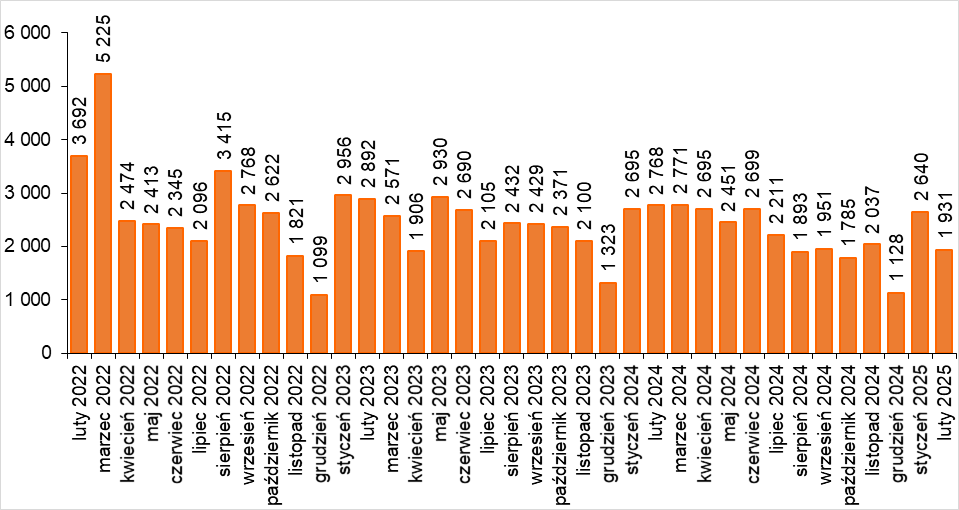 6 000
5 000
4 000
3 000
2 000
1 000
0
3 692
5 225
2 474
2 413
2 345
2 096
3 415
2 768
2 622
1 821
1 099
2 956
2 892
2 571
1 906
2 930
2 690
2 105
2 432
2 429
2 371
2 100
1 323
2 695
2 768
2 771
2 695
2 451
2 699
2 211
1 893
1 951
1 785
2 037
1 128
2 640
1 931
luty 2022
marzec 2022
kwiecień 2022
maj 2022
czerwiec 2022
lipiec 2022
sierpień 2022
wrzesień 2022
październik 2022
listopad 2022
grudzień 2022
styczeń 2023
luty 2023
marzec 2023
kwiecień 2023
maj 2023
czerwiec 2023
lipiec 2023
sierpień 2023
wrzesień 2023
październik 2023
listopad 2023
grudzień 2023
styczeń 2024
luty 2024
marzec 2024
kwiecień 2024
maj 2024
czerwiec 2024
lipiec 2024
sierpień 2024
wrzesień 2024
październik 2024
listopad 2024
grudzień 2024
styczeń 2025
luty 2025